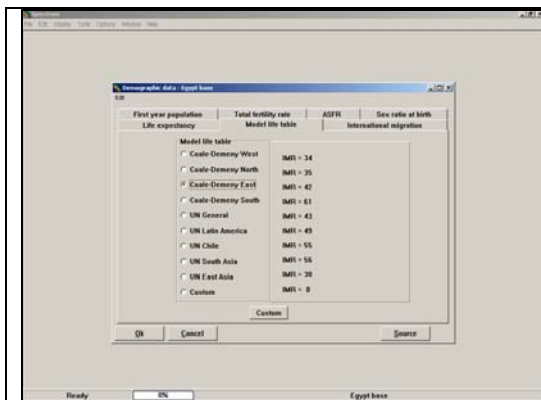 File Edit Display Tools Options Window Help
Demographic data - Egypt base
Edit
First year population Total fertility rate ASFR Sex ratio at birth
Life expectancy Model life table International migration
Model life table
Coale-Demeny West IMR = 34
Coale-Demeny North IMR = 35
Coale-Demeny East IMR = 42
Coale-Demeny South IMR = 61
UN General IMR = 43
UN Latin America IMR = 49
UN Chile IMR = 55
UN South Asia IMR = 56
UN East Asia IMR = 30
Custom IMR = 0
Custom
Ok Cancel Source
Ready 0% Egypt base